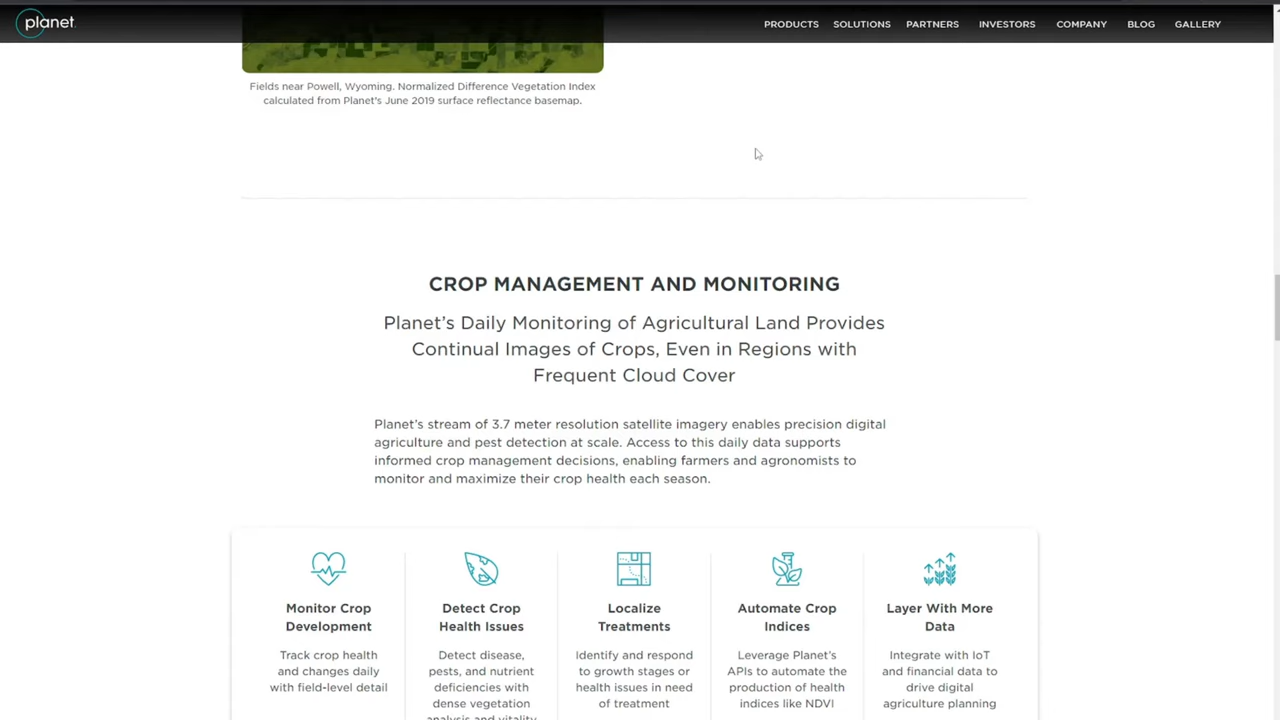 planet.
PRODUCTS SOLUTIONS PARTNERS INVESTORS COMPANY BLOG GALLERY
Fields near Powell, Wyoming. Normalized Difference Vegetation Index
calculated from Planet's June 2019 surface reflectance basemap.
CROP MANAGEMENT AND MONITORING
Planet's Daily Monitoring of Agricultural Land Provides
Continual Images of Crops, Even in Regions with
Frequent Cloud Cover
Planet's stream of 3.7 meter resolution satellite imagery enables precision digital
agriculture and pest detection at scale. Access to this daily data supports
informed crop management decisions, enabling farmers and agronomists to
monitor and maximize their crop health each season.
Monitor Crop
Development
Track crop health
and changes daily
with field-level detail
Detect Crop
Health Issues
Detect disease,
pests, and nutrient
deficiencies with
dense vegetation
analysis and vitality
Localize
Treatments
Identify and respond
to growth stages or
health issues in need
of treatment
Automate Crop
Indices
Leverage Planet's
APIs to automate the
production of health
indices like NDVI
Layer With More
Data
Integrate with IoT
and financial data to
drive digital
agriculture planning